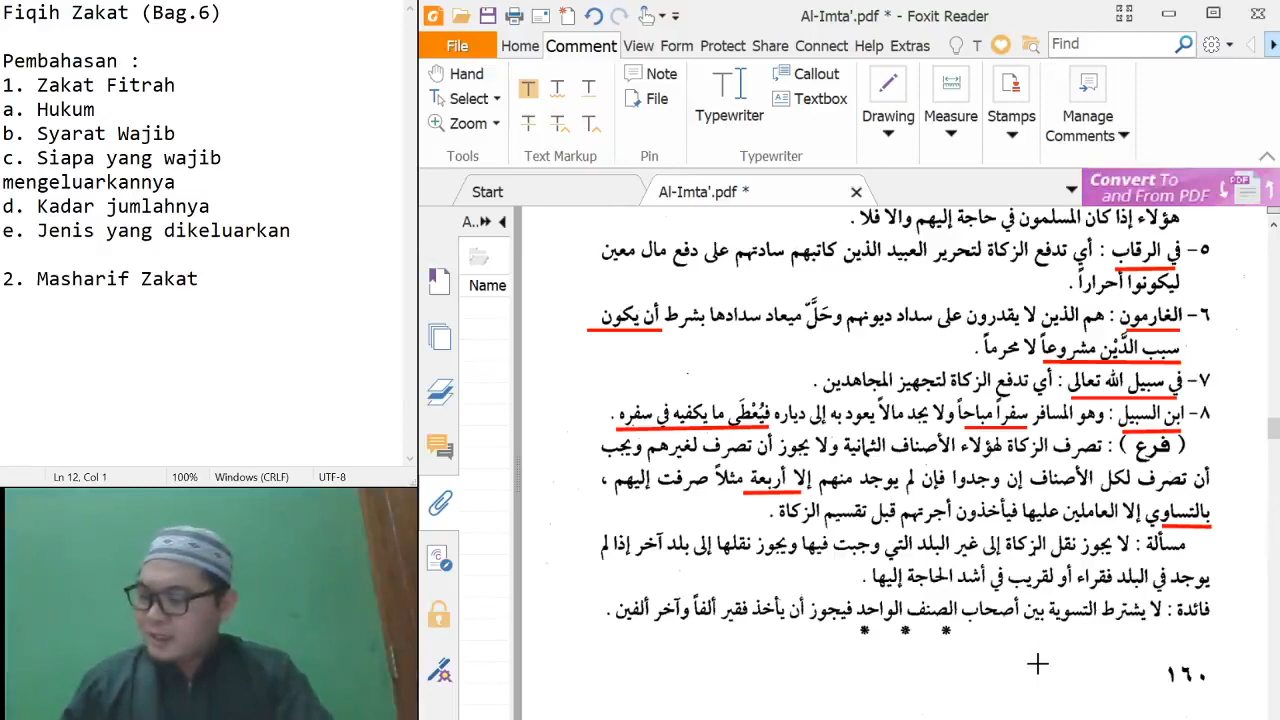 Fiqih Zakat (Bag.6)
Pembahasan :
1. Zakat Fitrah
a. Hukum
b. Syarat Wajib
c. Siapa yang wajib
mengeluarkannya
d. Kadar jumlahnya
e. Jenis yang dikeluarkan
2. Masharif Zakat
Ln 12, Col 1 100% Windows (CRLF) UTF-8
Al-Imta'.pdf * - Foxit Reader
File Home Comment View Form Protect Share Connect Help Extras Find
Hand
Select
Zoom
Tools
Text Markup
Note
File
Pin
Typewriter
Callout
Textbox
Typewriter
Drawing
Measure
Stamps
Manage
Comments
Start Al-Imta'.pdf *
Convert To
and From PDF
PDF
A..
Name
هؤلاء إذا كان المسلمون في حاجة إليهم والا فلا .
٥- في الرقاب : أي تدفع الزكاة لتحرير العبيد الذين كاتبهم سادتهم على دفع مال معين
ليكونوا أحراراً .
٦- الغارمون : هم الذين لا يقدرون على سداد ديونهم وحَلَّ ميعاد سدادها بشرط أن يكون
سبب الدَّيْن مشروعاً لا محرماً .
٧- في سبيل الله تعالى : أي تدفع الزكاة لتجهيز المجاهدين .
٨- ابن السبيل : وهو المسافر سفراً مباحاً ولا يجد مالاً يعود به إلى دياره فيُعْطَى ما يكفيه في سفره .
( فرع ) : تصرف الزكاة لهؤلاء الأصناف الثمانية ولا يجوز أن تصرف لغيرهم ويجب
أن تصرف لكل الأصناف إن وجدوا فإن لم يوجد منهم إلا أربعة مثلاً صرفت إليهم ،
بالتساوي إلا العاملين عليها فيأخذون أجرتهم قبل تقسيم الزكاة .
مسألة : لا يجوز نقل الزكاة إلى غير البلد التي وجبت فيها ويجوز نقلها إلى بلد آخر إذا لم
يوجد في البلد فقراء أو لقريب في أشد الحاجة إليها .
فائدة : لا يشترط التسوية بين أصحاب الصنف الواحد فيجوز أن يأخذ فقير ألفاً وآخر ألفين .
* * *
١٦٠